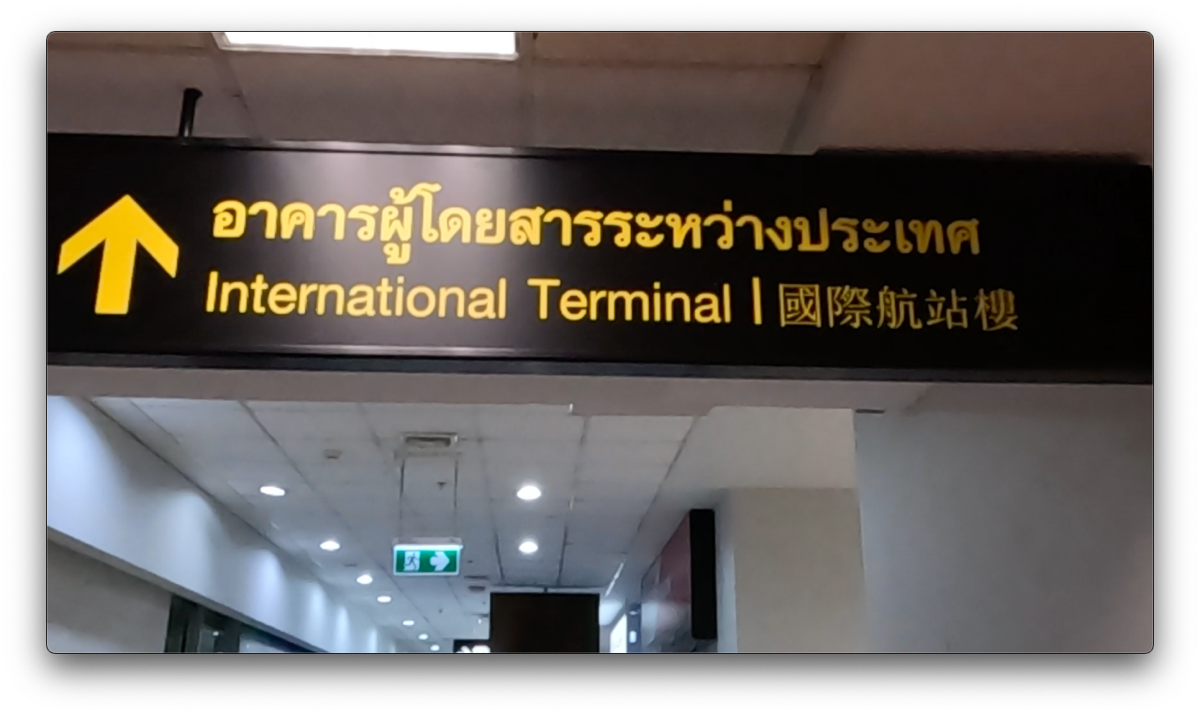 อาคารผู้โดยสารระหว่างประเทศ
International Terminal | 國際航站樓